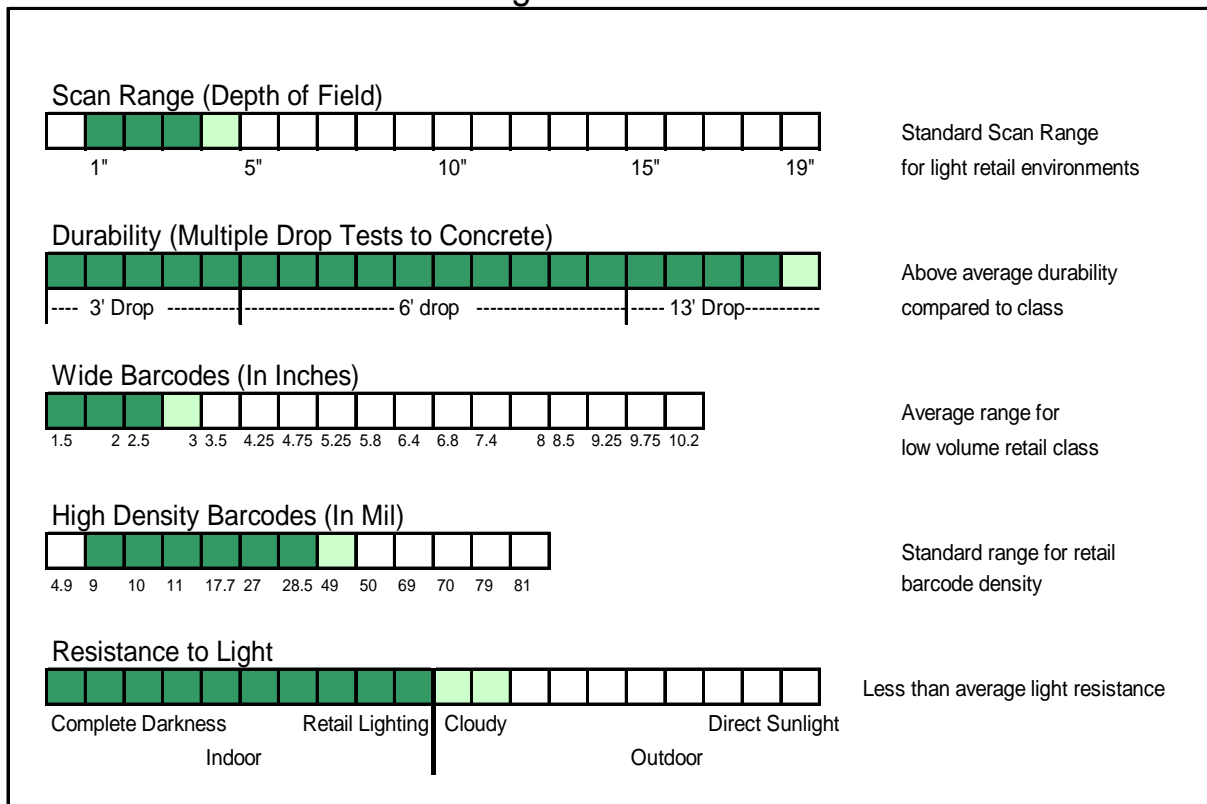 Scan Range (Depth of Field)
Standard Scan Range
1" 5" 10" 15" 19"
for light retail environments
Durability (Multiple Drop Tests to Concrete)
Above average durability
---- 3' Drop ----------- 6' drop ----------------------- 13' Drop-----------
compared to class
Wide Barcodes (In Inches)
Average range for
1.5 2 2.5 3 3.5 4.25 4.75 5.25 5.8 6.4 6.8 7.4 8 8.5 9.25 9.75 10.2
low volume retail class
High Density Barcodes (In Mil)
Standard range for retail
4.9 9 10 11 17.7 27 28.5 49 50 69 70 79 81
barcode density
Resistance to Light
Less than average light resistance
Complete Darkness Retail Lighting Cloudy Direct Sunlight
Indoor Outdoor